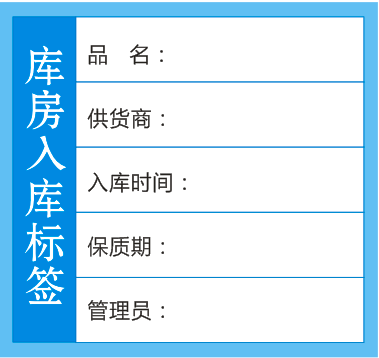 库房入库标签
品 名：
供货商：
入库时间：
保质期：
管理员：